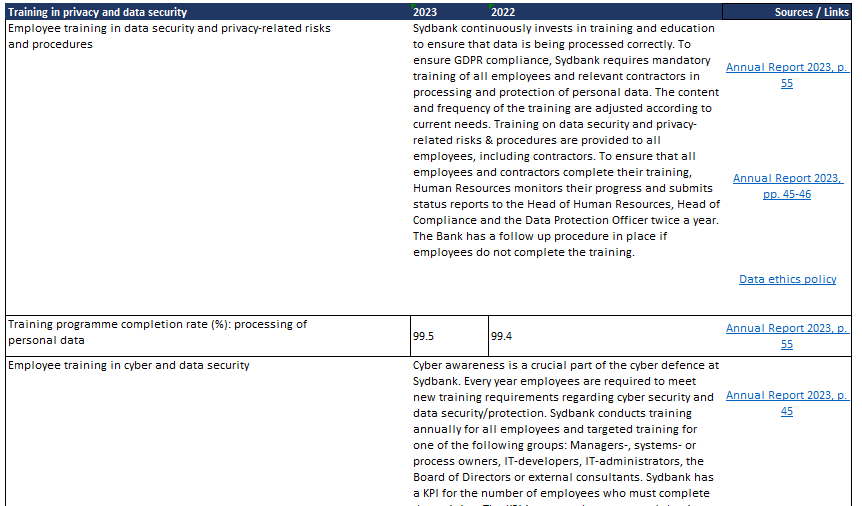 Training in privacy and data security 2023 2022 Sources / Links
Employee training in data security and privacy-related risks
and procedures
Sydbank continuously invests in training and education
to ensure that data is being processed correctly. To
ensure GDPR compliance, Sydbank requires mandatory
training of all employees and relevant contractors in
processing and protection of personal data. The content
and frequency of the training are adjusted according to
current needs. Training on data security and privacy-
related risks & procedures are provided to all
employees, including contractors. To ensure that all
employees and contractors complete their training,
Human Resources monitors their progress and submits
status reports to the Head of Human Resources, Head of
Compliance and the Data Protection Officer twice a year.
The Bank has a follow up procedure in place if
employees do not complete the training.
Annual Report 2023, p.
55
Annual Report 2023,
pp. 45-46
Data ethics policy
Training programme completion rate (%): processing of
personal data
99.5 99.4
Annual Report 2023, p.
55
Employee training in cyber and data security
Cyber awareness is a crucial part of the cyber defence at
Sydbank. Every year employees are required to meet
new training requirements regarding cyber security and
data security/protection. Sydbank conducts training
annually for all employees and targeted training for
one of the following groups: Managers-, systems- or
process owners, IT-developers, IT-administrators, the
Board of Directors or external consultants. Sydbank has
a KPI for the number of employees who must complete
Annual Report 2023, p.
45